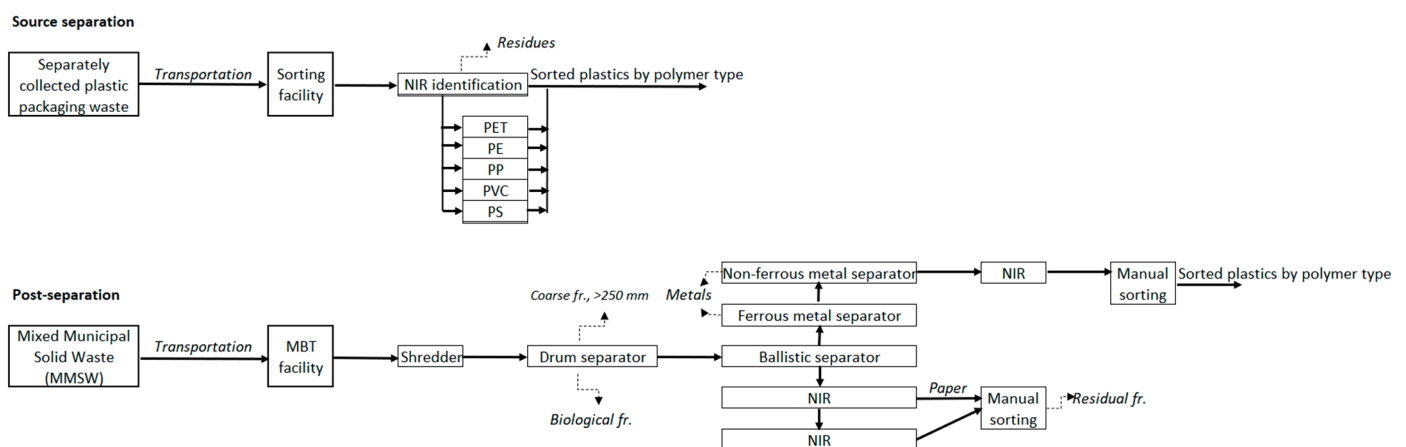 Source separation
Separately
collected plastic
packaging waste
Transportation
Sorting
facility
NIR identification
Residues
Sorted plastics by polymer type
PET
PE
PP
PVC
PS
Post-separation
Mixed Municipal
Solid Waste
(MMSW)
Transportation
MBT
facility
Shredder
Drum separator
Coarse fr., >250 mm
Biological fr.
Ballistic separator
Ferrous metal separator
Non-ferrous metal separator
Metals
NIR
Manual
sorting
Sorted plastics by polymer type
NIR
Paper
NIR
Manual
sorting
Residual fr.